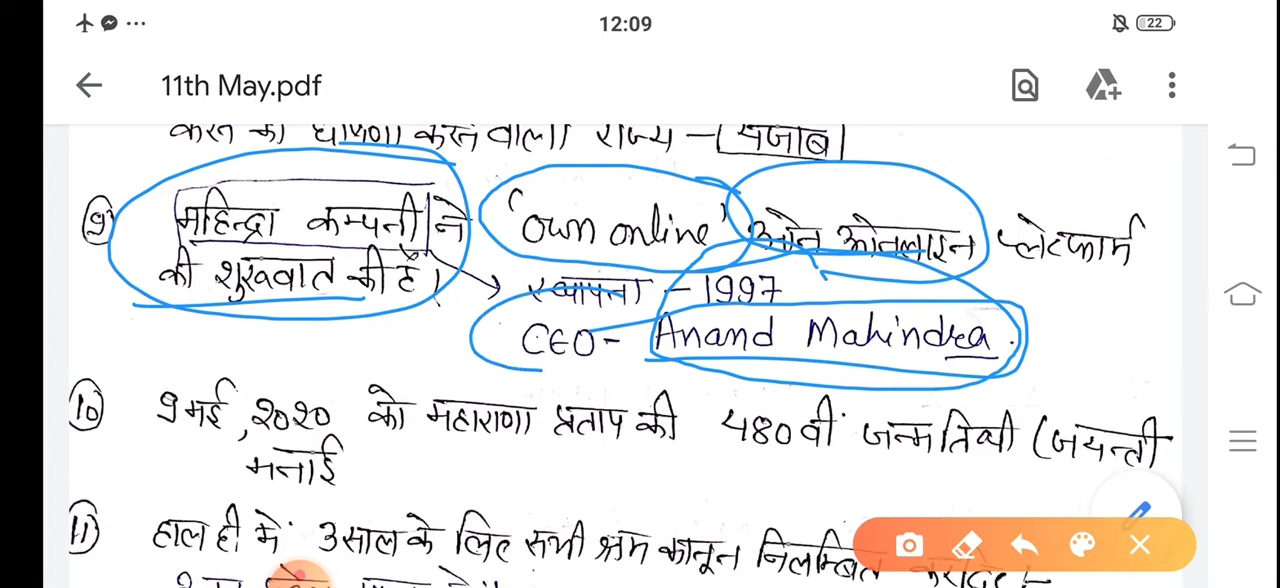 12:09
22
11th May.pdf
करने की घोषणा करने वाला राज्य - पंजाब
9 महिन्द्रा कम्पनी ने 'own online' ओन ओनलाइन प्लेटफार्म
की शुरुवात की है। → स्थापना - 1997
CEO - Anand Mahindra.
10 9 मई, 2020 को महाराणा प्रताप की 480वी जन्मतिथी (जयन्ती
मनाई
11 हाल ही में 3 साल के लिए सभी श्रम कानून निलम्बित